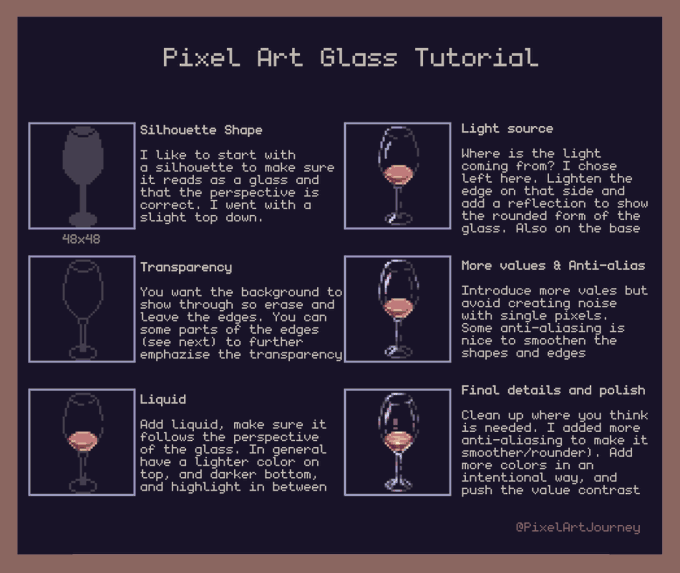 Pixel Art Glass Tutorial
Silhouette Shape
I like to start with
a silhouette to make sure
it reads as a glass and
that the perspective is
correct. I went with a
slight top down.
48x48
Transparency
You want the background to
show through so erase and
leave the edges. You can
some parts of the edges
(see next) to further
emphazise the transparency
Liquid
Add liquid, make sure it
follows the perspective
of the glass. In general
have a lighter color on
top, and darker bottom,
and highlight in between
Light source
Where is the light
coming from? I chose
left here. Lighten the
edge on that side and
add a reflection to show
the rounded form of the
glass. Also on the base
More values & Anti-alias
Introduce more vales but
avoid creating noise
with single pixels.
Some anti-aliasing is
nice to smoothen the
shapes and edges
Final details and polish
Clean up where you think
is needed. I added more
anti-aliasing to make it
smoother/rounder). Add
more colors in an
intentional way, and
push the value contrast
@PixelArtJourney